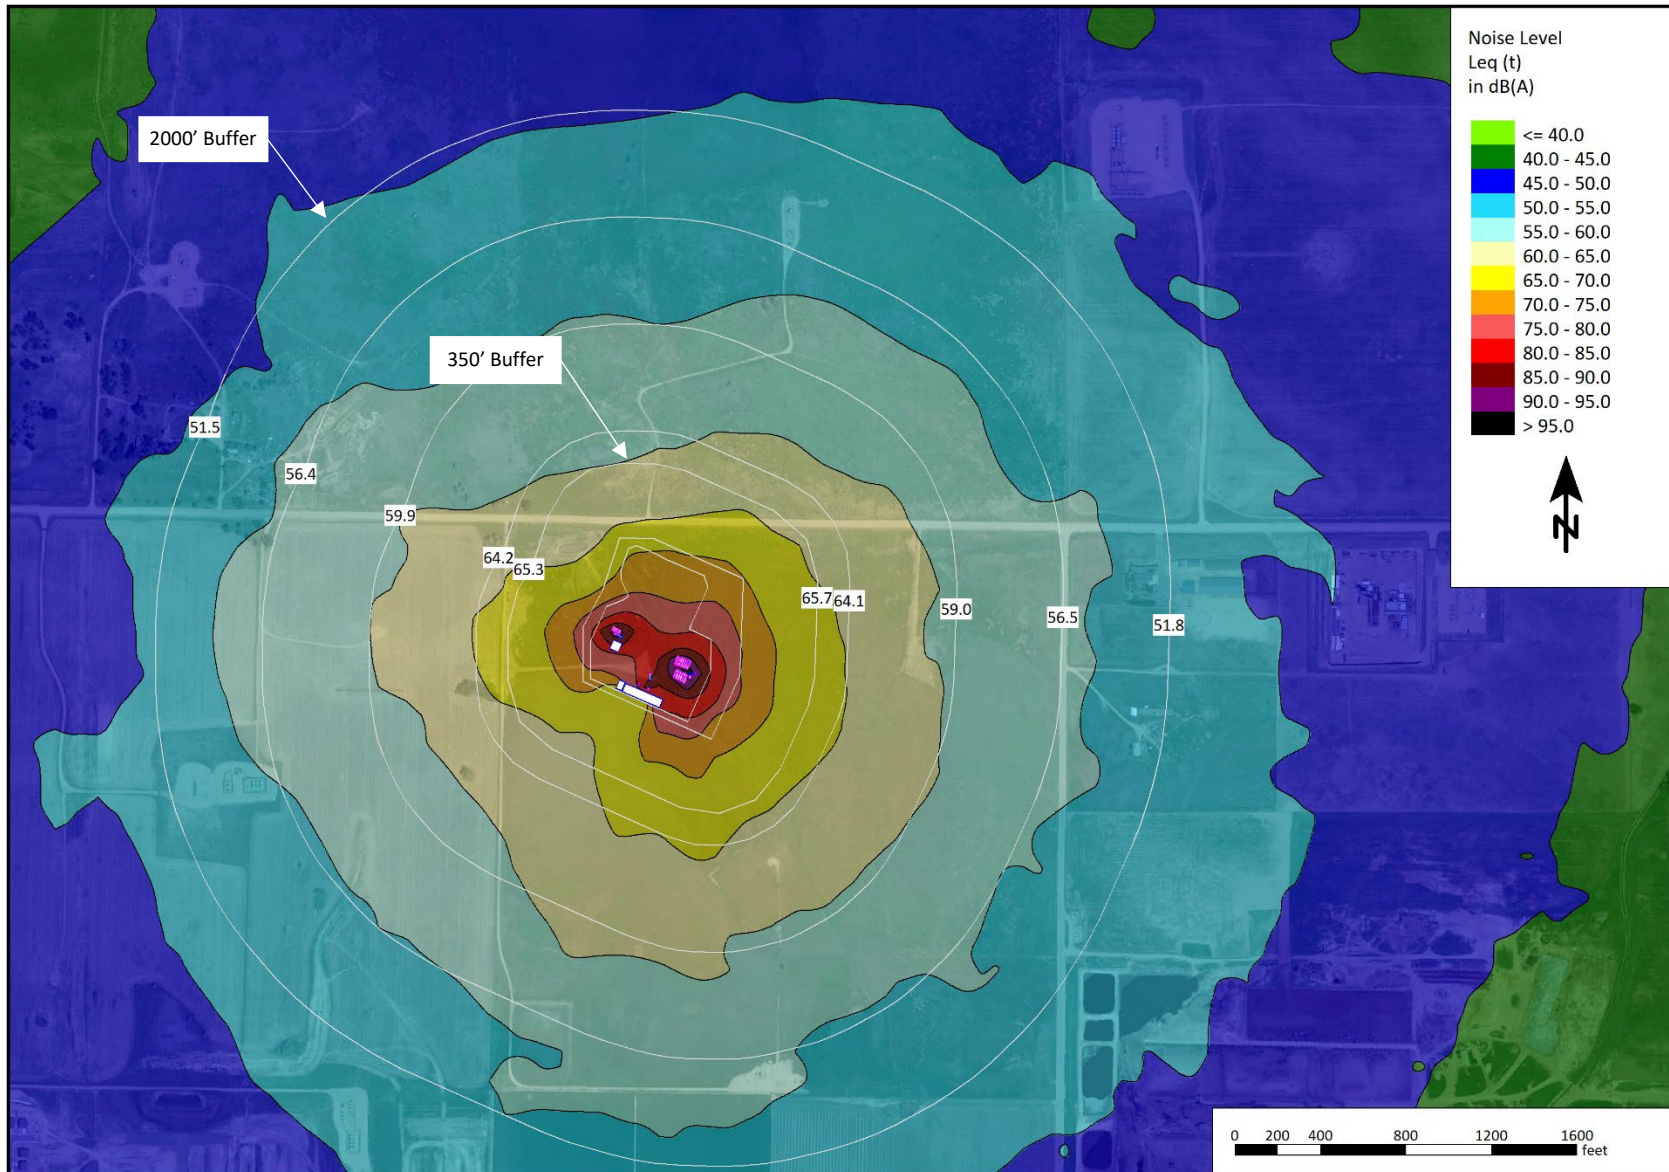 Noise Level
Leq (t)
in dB(A)
<= 40.0
40.0 - 45.0
45.0 - 50.0
50.0 - 55.0
55.0 - 60.0
60.0 - 65.0
65.0 - 70.0
70.0 - 75.0
75.0 - 80.0
80.0 - 85.0
85.0 - 90.0
90.0 - 95.0
> 95.0
N
2000’ Buffer
350’ Buffer
51.5
56.4
59.9
64.2
65.3
65.7
64.1
59.0
56.5
51.8
0 200 400 800 1200 1600
feet